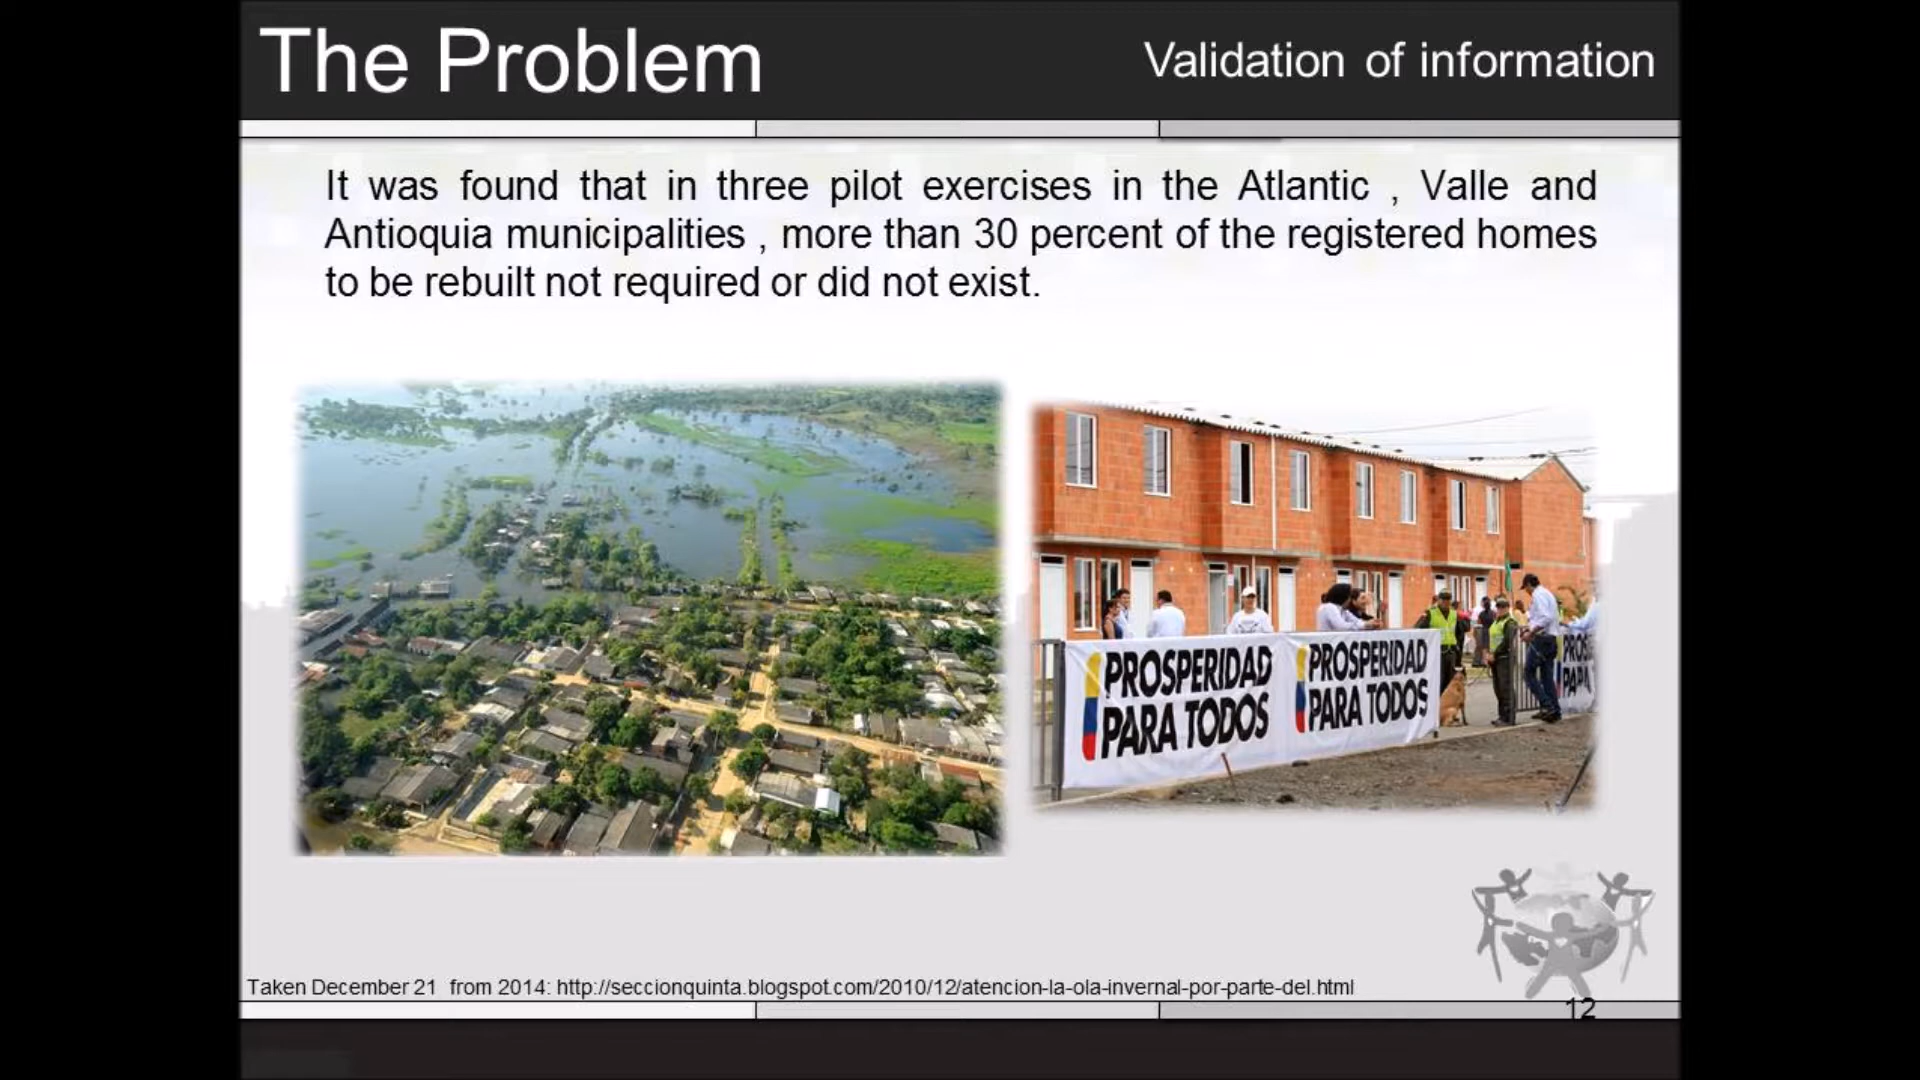 The Problem
Validation of information
It was found that in three pilot exercises in the Atlantic , Valle and
Antioquia municipalities , more than 30 percent of the registered homes
to be rebuilt not required or did not exist.
PROSPERIDAD
PARA TODOS
PROSPERIDAD
PARA TODOS
PROS
PARA
Taken December 21 from 2014: http://seccionquinta.blogspot.com/2010/12/atencion-la-ola-invernal-por-parte-del.html
12